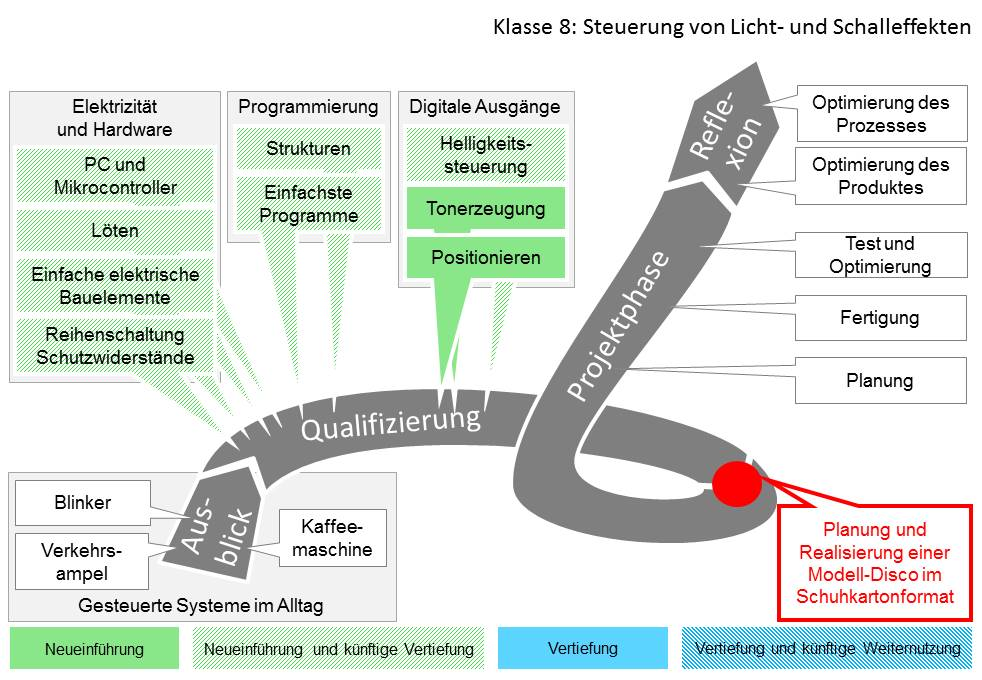 Klasse 8: Steuerung von Licht- und Schalleffekten
Elektrizität
und Hardware
PC und
Mikrocontroller
Löten
Einfache elektrische
Bauelemente
Reihenschaltung
Schutzwiderstände
Programmierung
Strukturen
Einfachste
Programme
Digitale Ausgänge
Helligkeits-
steuerung
Tonerzeugung
Positionieren
Refle-
xion
Optimierung des
Prozesses
Optimierung des
Produktes
Projektphase
Test und
Optimierung
Fertigung
Planung
Qualifizierung
Aus-
blick
Blinker
Verkehrs-
ampel
Kaffee-
maschine
Gesteuerte Systeme im Alltag
Planung und
Realisierung einer
Modell-Disco im
Schuhkartonformat
Neueinführung
Neueinführung und künftige Vertiefung
Vertiefung
Vertiefung und künftige Weiternutzung